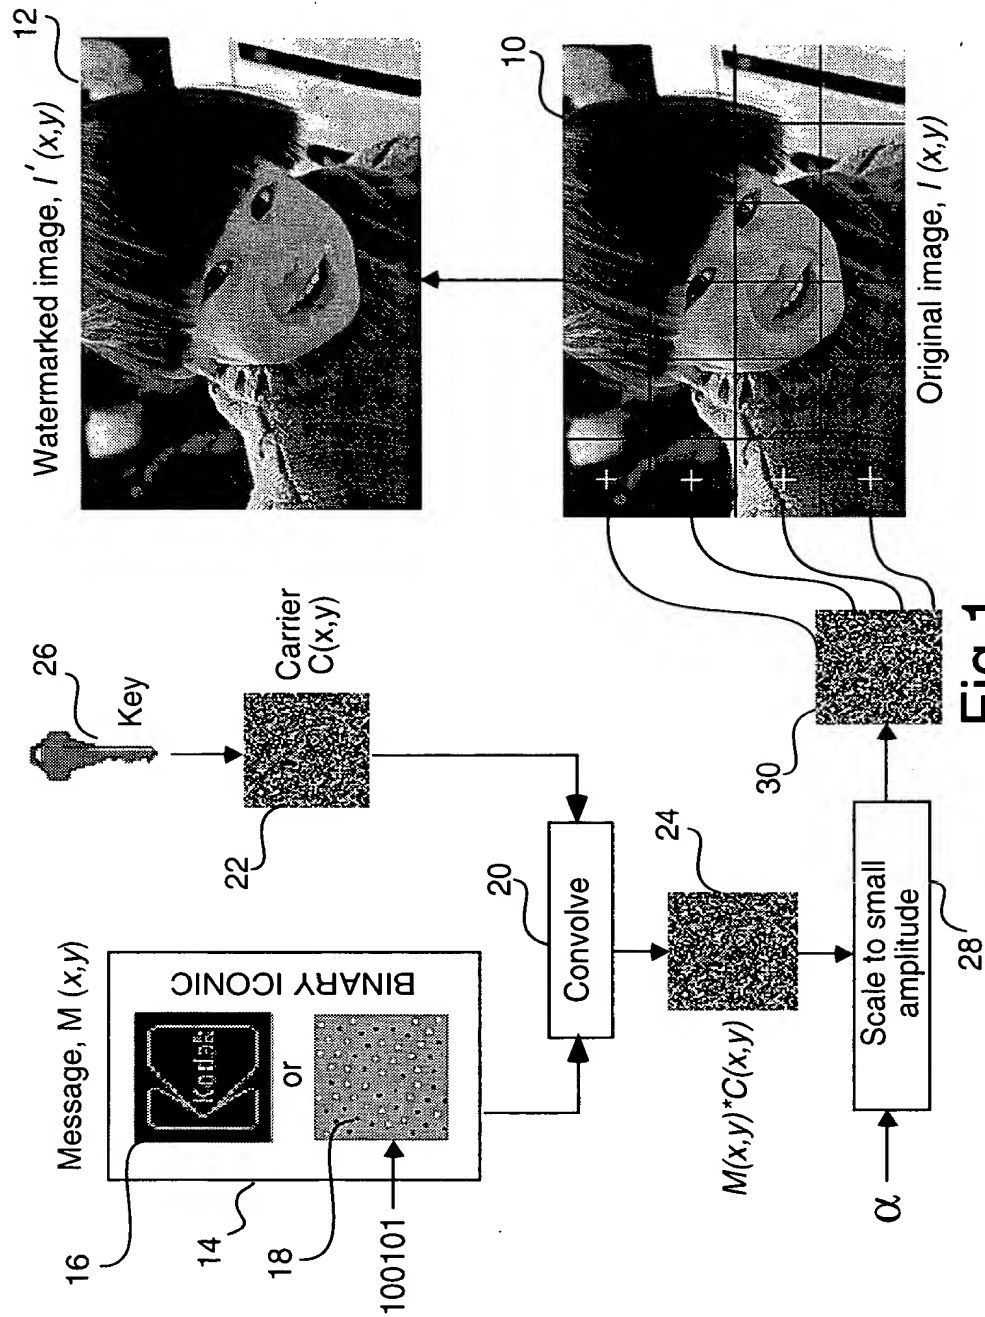 Message, M (x,y)
16
14
18
100101
Kodak
or
BINARY ICONIC
26
Key
22
Carrier
C(x,y)
20
Convolve
24
M(x,y)*C(x,y)
α
Scale to small
amplitude
28
30
Watermarked image, I′(x,y)
12
10
Original image, I (x,y)
Fig. 1